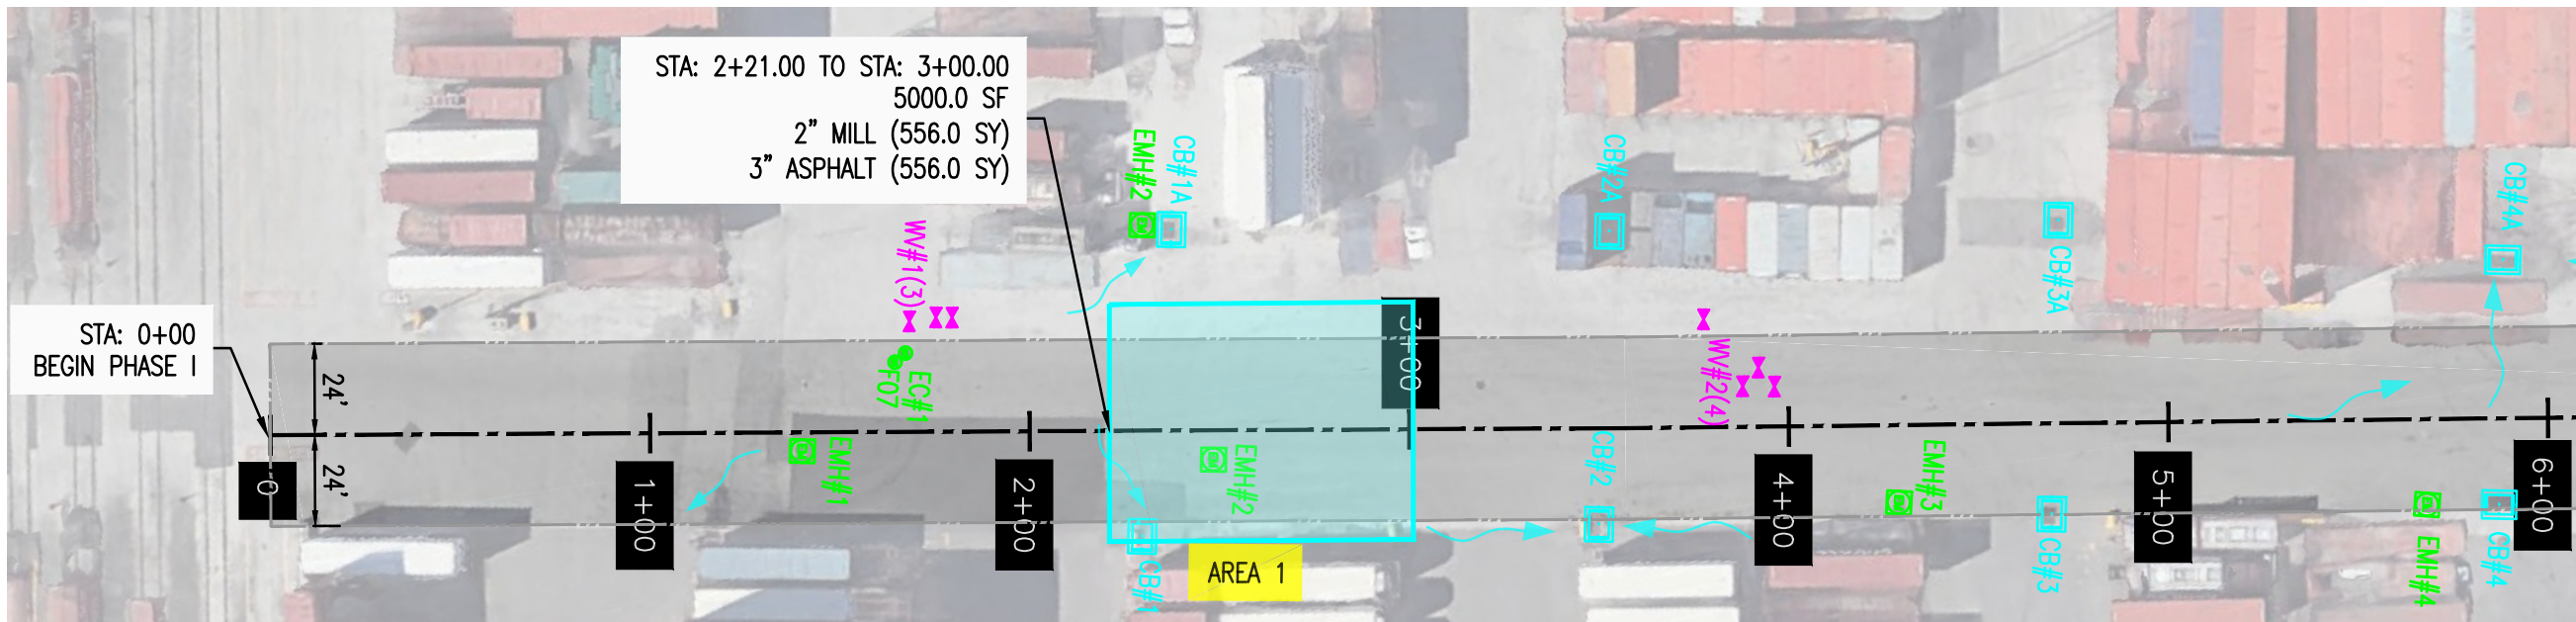 STA: 2+21.00 TO STA: 3+00.00
5000.0 SF
2" MILL (556.0 SY)
3" ASPHALT (556.0 SY)
EMH#2
CB#1A
CB#2A
CB#4A
WV#1(3)
CB#3A
STA: 0+00
BEGIN PHASE I
24'
24'
3+00
EC#1
F07
WV#2(4)
EMH#1
EMH#2
CB#2
EMH#3
0
1+00
2+00
4+00
5+00
6+00
CB#1
AREA 1
CB#3
EMH#4
CB#4